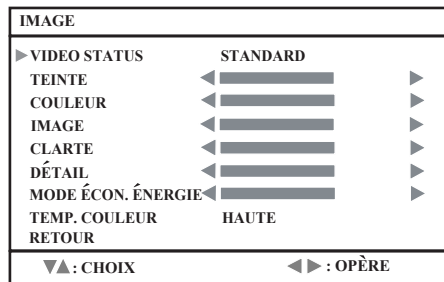 IMAGE
VIDEO STATUS STANDARD
TEINTE
COULEUR
IMAGE
CLARTE
DÉTAIL
MODE ÉCON. ÉNERGIE
TEMP. COULEUR HAUTE
RETOUR
: CHOIX : OPÈRE